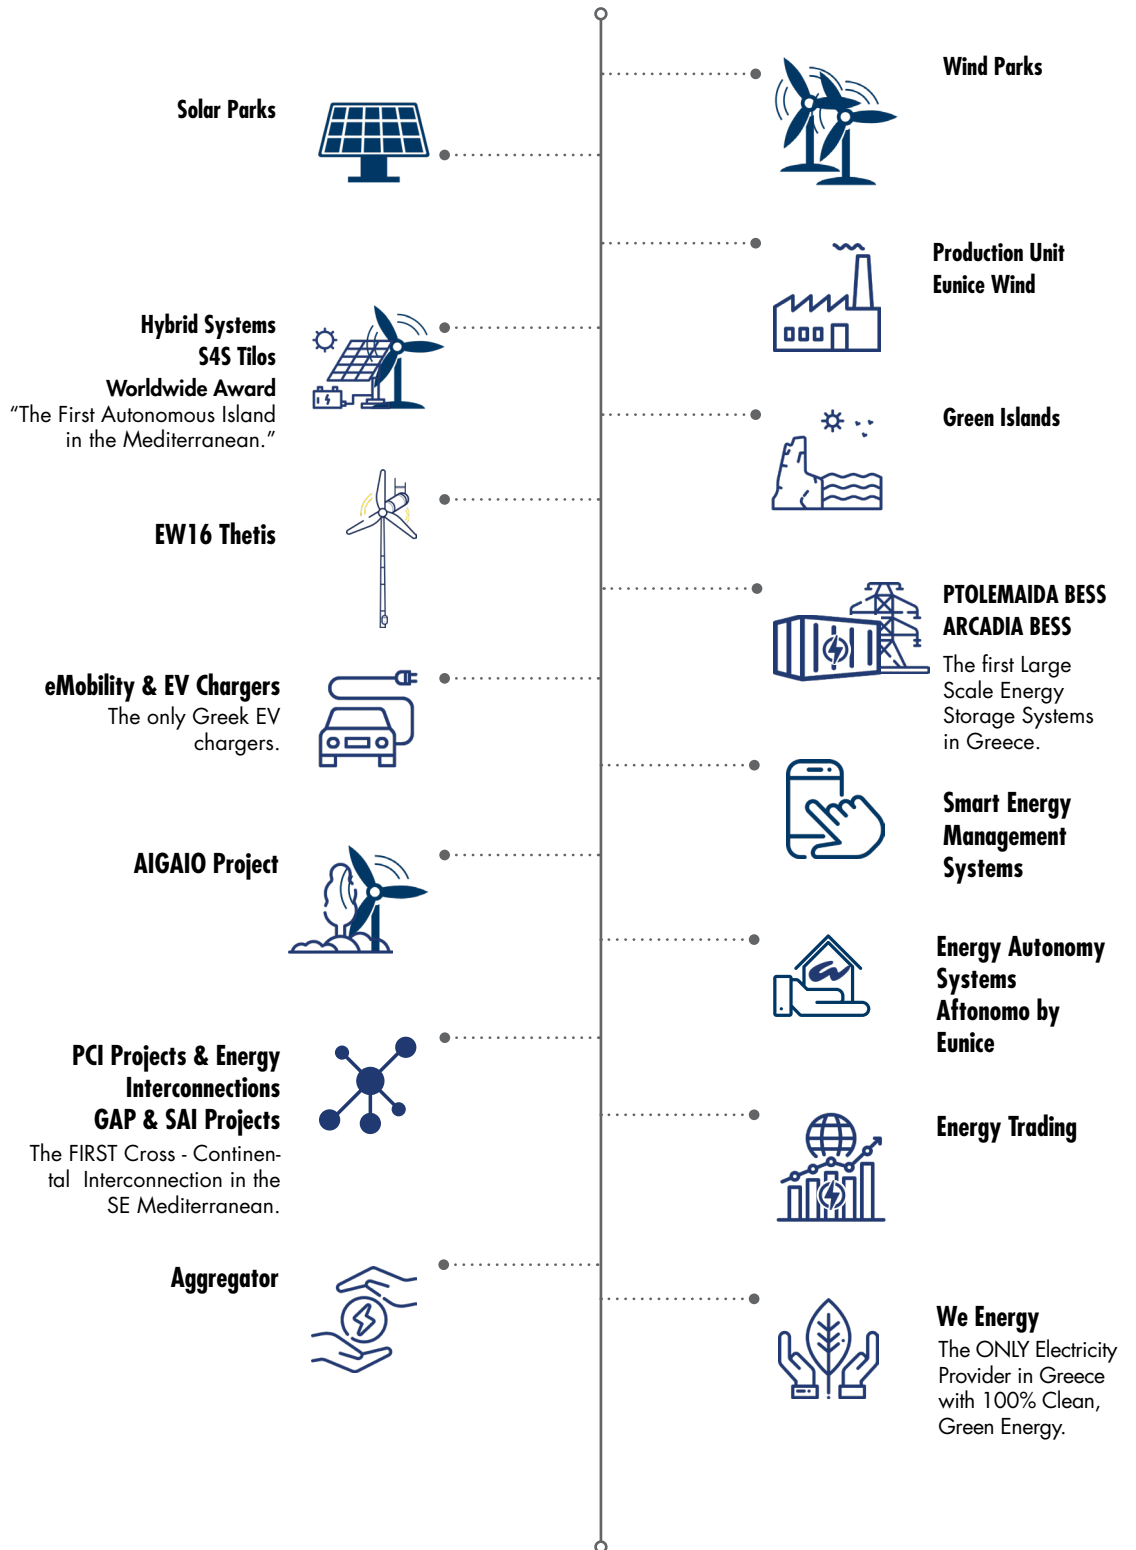 Wind Parks
Solar Parks
Production Unit
Eunice Wind
Hybrid Systems
S4S Tilos
Worldwide Award
“The First Autonomous Island
in the Mediterranean.”
Green Islands
EW16 Thetis
PTOLEMAIDA BESS
ARCADIA BESS
The first Large
Scale Energy
Storage Systems
in Greece.
eMobility & EV Chargers
The only Greek EV
chargers.
Smart Energy
Management
Systems
AIGAIO Project
Energy Autonomy
Systems
Aftonomo by
Eunice
PCI Projects & Energy
Interconnections
GAP & SAI Projects
The FIRST Cross - Continen-
tal  Interconnection in the
SE Mediterranean.
Energy Trading
Aggregator
We Energy
The ONLY Electricity
Provider in Greece
with 100% Clean,
Green Energy.